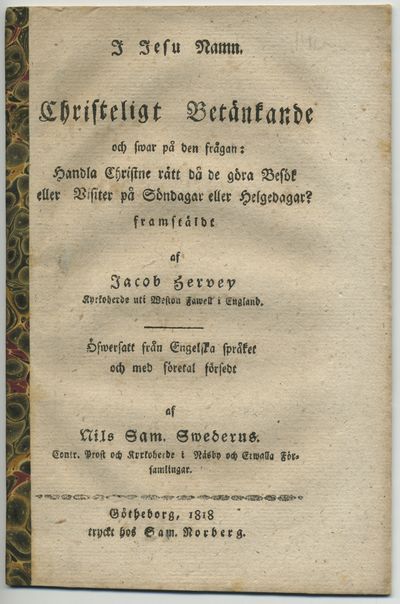 I Jesu Namn.
Christeligt Betänkande
och swar på den frågan:
Handla Christne rätt då de göra Besök
eller Visiter på Söndagar eller Helgedagar?
framstäldt
af
Jacob Hervey
Kyrkoherde uti Weston Fawell i England.
Öfwersatt från Engelska språket
och med företal försedt
af
Nils Sam. Swederus.
Contr. Prost och Kyrkoherde i Näsby och Erwalla För-
samlingar.
Götheborg, 1818
tryckt hos Sam. Norberg.